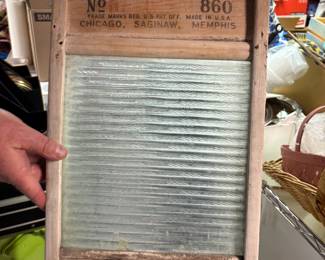 No 860
TRADE MARKS REG. U.S. PAT. OFF. MADE IN U.S.A.
CHICAGO, SAGINAW, MEMPHIS